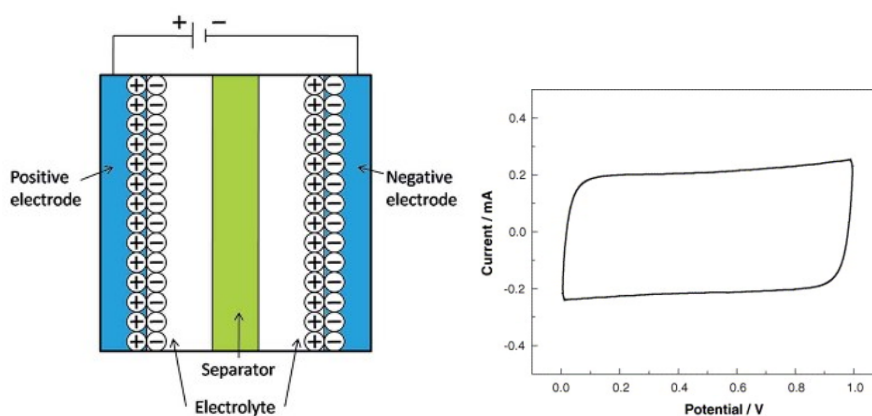 + −
Positive
electrode
Negative
electrode
Separator
Electrolyte
Current / mA
0.4
0.2
0.0
-0.2
-0.4
0.0 0.2 0.4 0.6 0.8 1.0
Potential / V